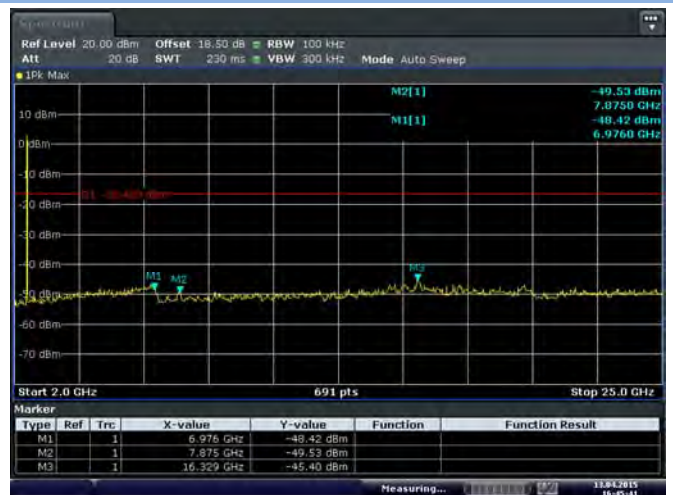 Spectrum
Ref Level 20.00 dBm Offset 18.50 dB RBW 100 kHz
Att 20 dB SWT 230 ms VBW 300 kHz Mode Auto Sweep
1Pk Max
M2[1] -49.53 dBm
7.8750 GHz
10 dBm
M1[1] -48.42 dBm
6.9760 GHz
0 dBm
-10 dBm
D1 dBm
-20 dBm
-30 dBm
-40 dBm
M1 M2 M3
-50 dBm
-60 dBm
-70 dBm
Start 2.0 GHz 691 pts Stop 25.0 GHz
Marker
Type Ref Trc X-value Y-value Function Function Result
M1 1 6.976 GHz -48.42 dBm
M2 1 7.875 GHz -49.53 dBm
M3 1 16.329 GHz -45.40 dBm
Measuring... 13.04.2015
16:45:41